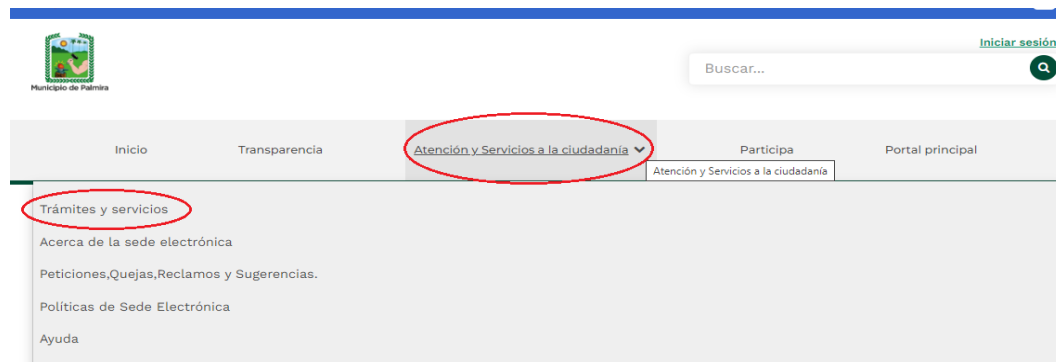 Iniciar sesión
Buscar...
Municipio de Palmira
Inicio Transparencia Atención y Servicios a la ciudadanía Participa Portal principal
Atención y Servicios a la ciudadanía
Trámites y servicios
Acerca de la sede electrónica
Peticiones,Quejas,Reclamos y Sugerencias.
Políticas de Sede Electrónica
Ayuda